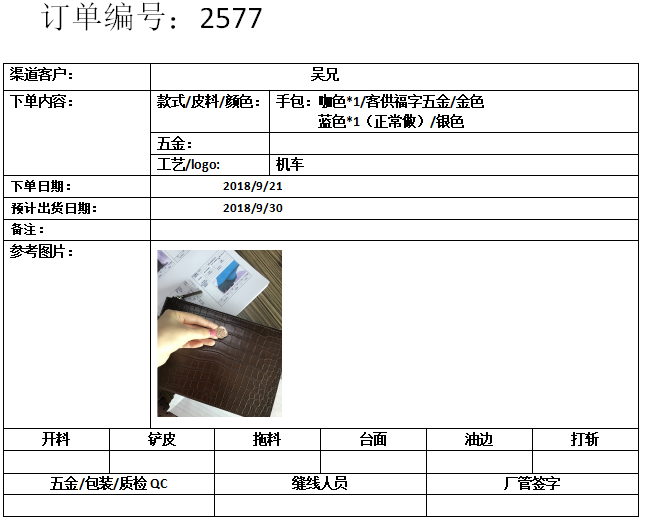 订单编号：2577
渠道客户： 吴兄
下单内容： 款式/皮料/颜色： 手包：咖色*1/客供福字五金/金色
蓝色*1（正常做）/银色
五金：
工艺/logo: 机车
下单日期： 2018/9/21
预计出货日期： 2018/9/30
备注：
参考图片：
开料 铲皮 拖料 台面 油边 打斩
五金/包装/质检 QC 缝线人员 厂管签字